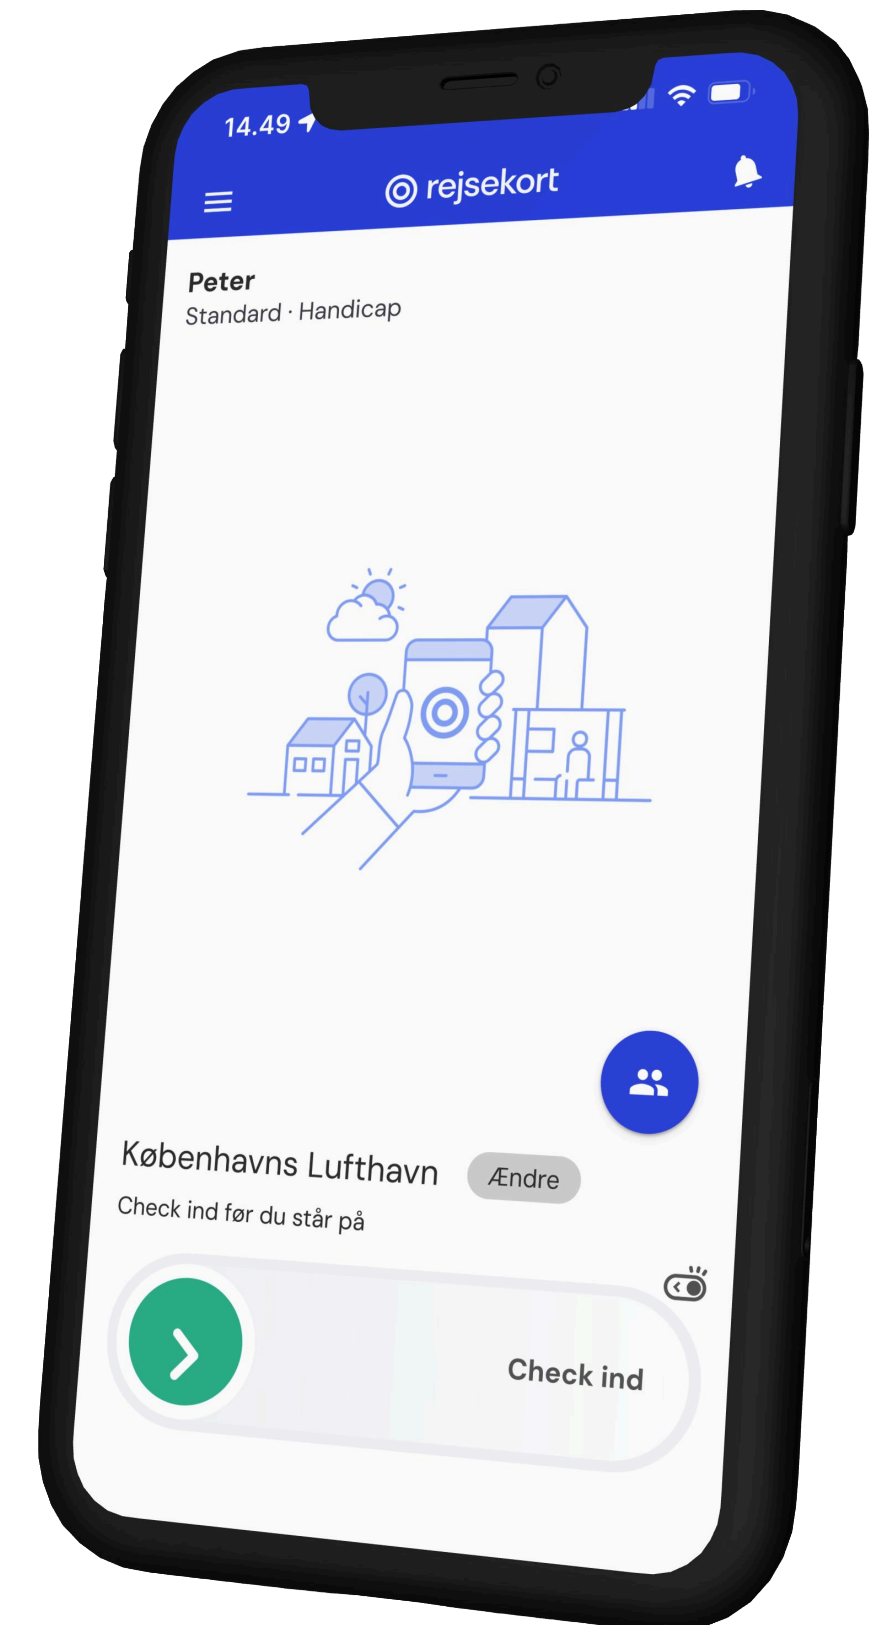 14.49
rejsekort
Peter
Standard · Handicap
Københavns Lufthavn
Ændre
Check ind før du står på
Check ind